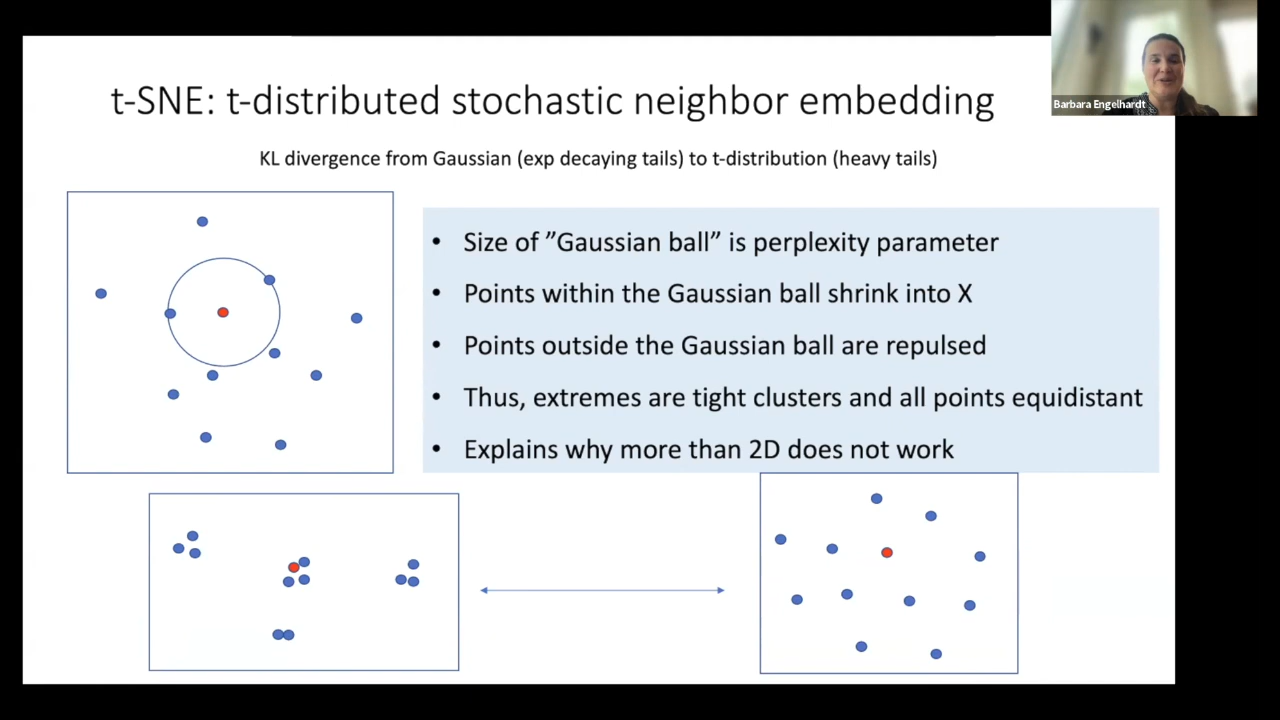 t-SNE: t-distributed stochastic neighbor embedding
Barbara Engelhardt
KL divergence from Gaussian (exp decaying tails) to t-distribution (heavy tails)
• Size of ”Gaussian ball” is perplexity parameter
• Points within the Gaussian ball shrink into X
• Points outside the Gaussian ball are repulsed
• Thus, extremes are tight clusters and all points equidistant
• Explains why more than 2D does not work